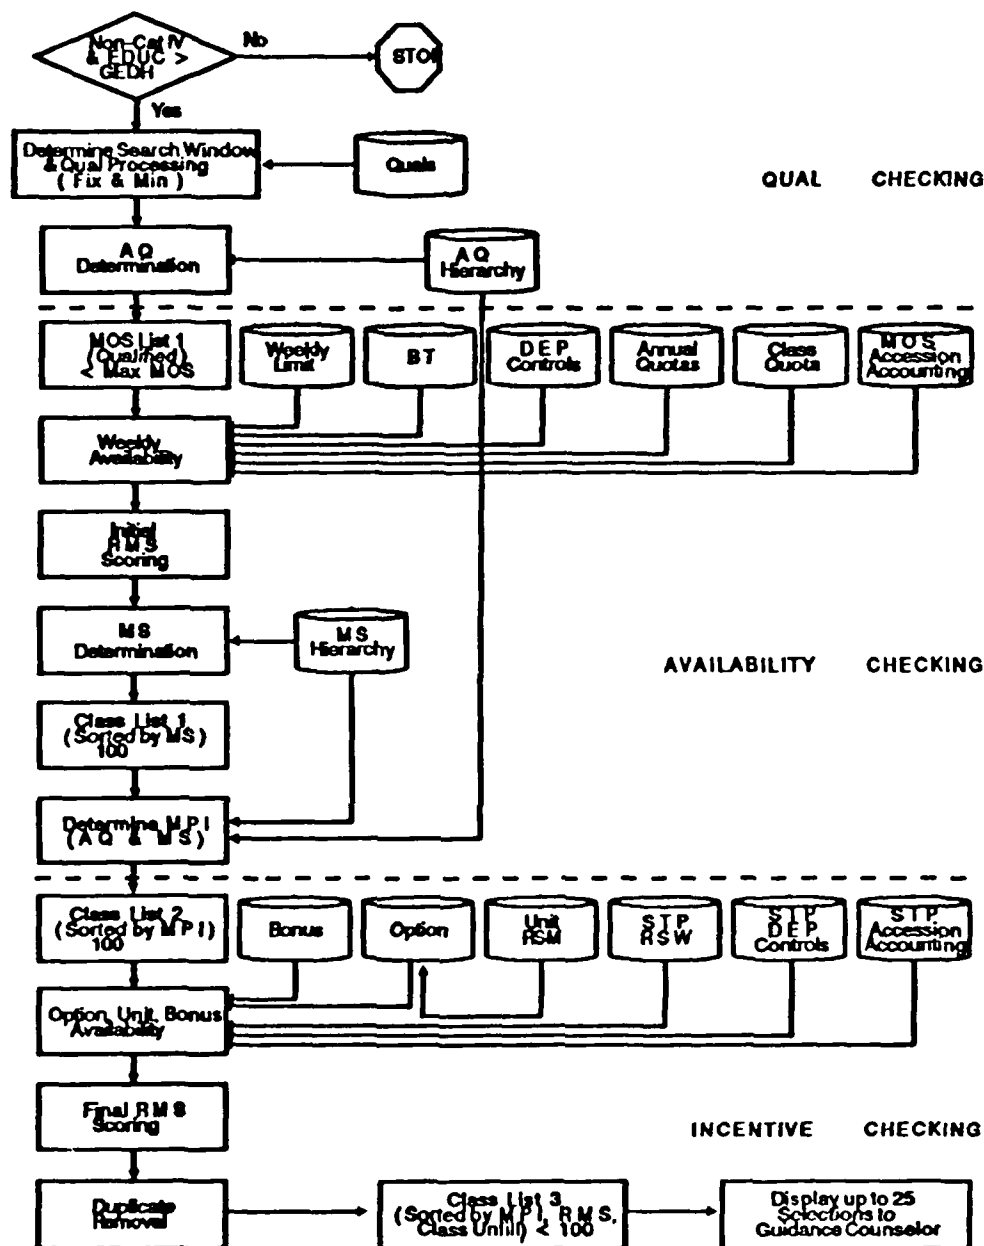 Non-Cat IV
& EDUC >
GEDH
No
STOP
Yes
Determine Search Window
& Qual Processing
( Fix & Min )
Quals
QUAL CHECKING
A Q
Determination
A Q
Hierarchy
MOS List 1
(Qualified)
< Max MOS
Weekly
Limit
BT
D E P
Controls
Annual
Quotas
Class
Quota
M O S
Accession
Accounting
Weekly
Availability
Initial
R M S
Scoring
M S
Determination
M S
Hierarchy
AVAILABILITY CHECKING
Class List 1
( Sorted by MS )
100
Determine M P I
( A Q & M S )
Class List 2
( Sorted by M P I )
100
Bonus
Option
Unit
RSM
S T P
RSW
S T P
D E P
Controls
S T P
Accession
Accounting
Option, Unit, Bonus
Availability
Final R M S
Scoring
INCENTIVE CHECKING
Duplicate
Removal
Class List 3
(Sorted by M P I, R M S,
Class Unfill) < 100
Display up to 25
Selections to
Guidance Counselor